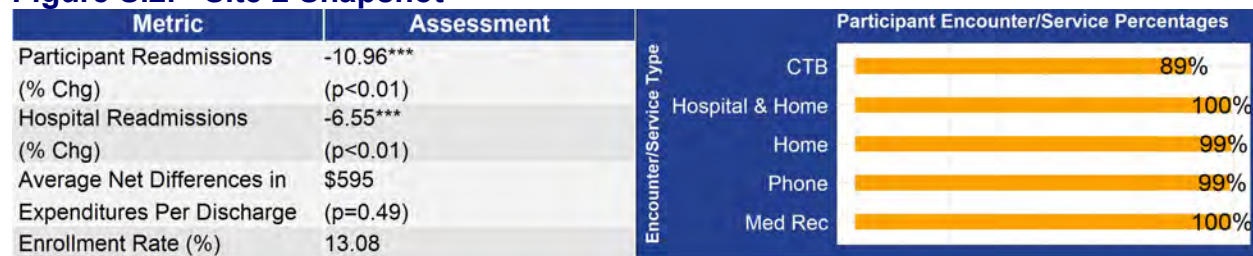 Metric Assessment
Participant Readmissions -10.96***
(% Chg) (p<0.01)
Hospital Readmissions -6.55***
(% Chg) (p<0.01)
Average Net Differences in $595
Expenditures Per Discharge (p=0.49)
Enrollment Rate (%) 13.08
Participant Encounter/Service Percentages
Encounter/Service Type
CTB 89%
Hospital & Home 100%
Home 99%
Phone 99%
Med Rec 100%